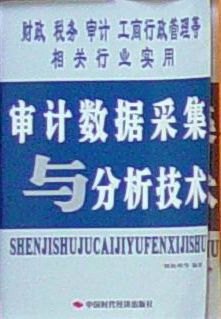 财政 税务 审计 工商行政管理等
相关行业实用
审计数据采集
与分析技术
SHENJISHUJUCAIJIYUFENXIJISHU
编著
中国时代经济出版社